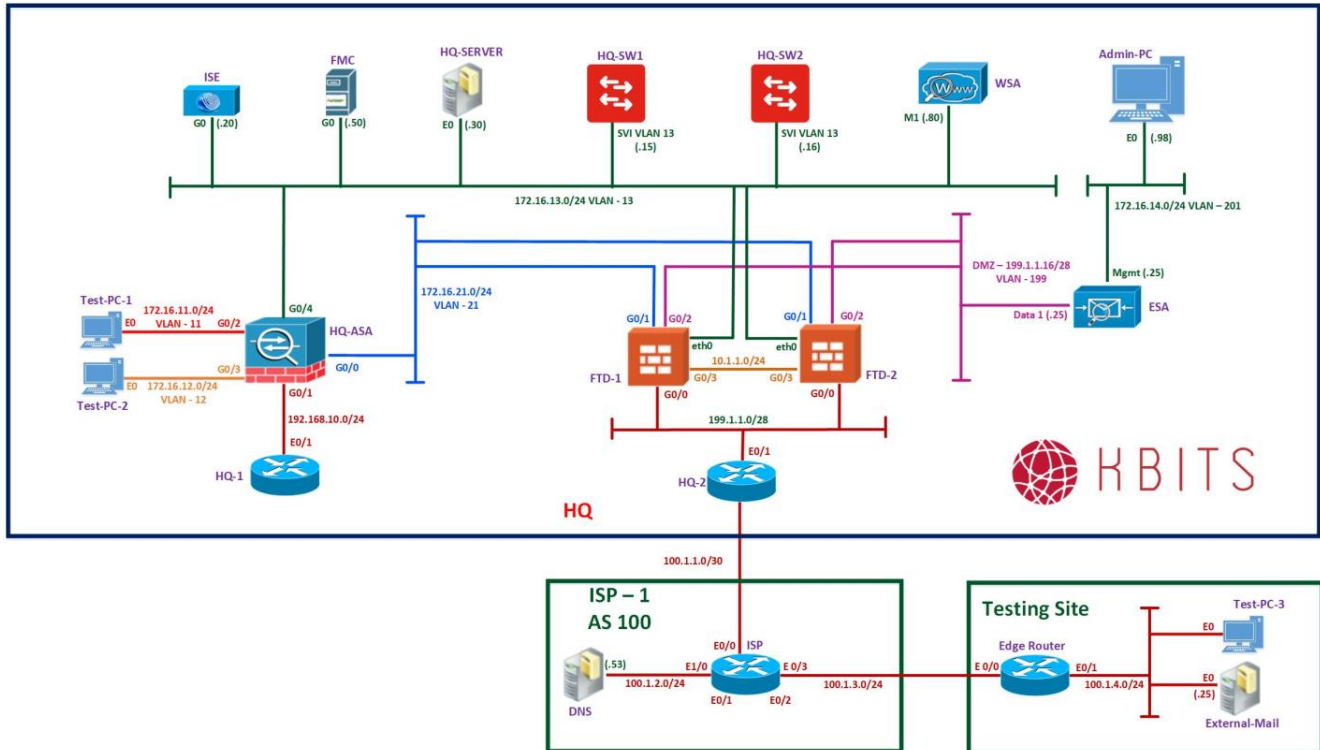 ISE
G0 (.20)
FMC
G0 (.50)
HQ-SERVER
E0 (.30)
HQ-SW1
SVI VLAN 13
(.15)
HQ-SW2
SVI VLAN 13
(.16)
WSA
Www
M1 (.80)
Admin-PC
E0 (.98)
172.16.13.0/24 VLAN - 13
172.16.14.0/24 VLAN – 201
Mgmt (.25)
ESA
Data 1 (.25)
DMZ – 199.1.1.16/28
VLAN - 199
172.16.21.0/24
VLAN - 21
Test-PC-1
E0
172.16.11.0/24
VLAN - 11
G0/2
G0/4
HQ-ASA
G0/0
Test-PC-2
E0
172.16.12.0/24
VLAN - 12
G0/3
G0/1
192.168.10.0/24
E0/1
HQ-1
G0/1
G0/2
eth0
FTD-1
G0/3
G0/0
10.1.1.0/24
G0/1
G0/2
eth0
G0/3
FTD-2
G0/0
199.1.1.0/28
E0/1
HQ-2
HQ
KBITS
100.1.1.0/30
ISP – 1
AS 100
E0/0
ISP
(.53)
DNS
100.1.2.0/24
E1/0
E0/1
E0/2
E 0/3
100.1.3.0/24
Testing Site
Edge Router
E 0/0
E0/1
100.1.4.0/24
Test-PC-3
E0
E0
(.25)
External-Mail